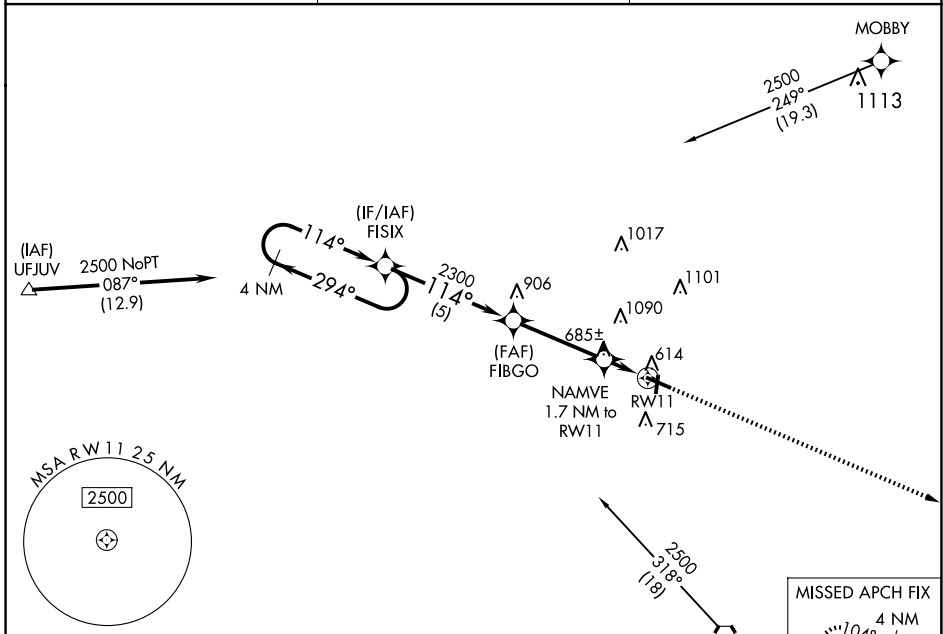 MOBBY
2500
249°
(19.3)
1113
(IF/IAF)
FISIX
1017
(IAF)
UFJUV
2500 NoPT
087°
(12.9)
114°
294°
4 NM
2300
114°
(5)
906
1101
1090
685±
614
(FAF)
FIBGO
NAMVE
1.7 NM to
RW11
RW11
715
MSA RW11 25 NM
2500
2500
318°
(18)
MISSED APCH FIX
4 NM
104°